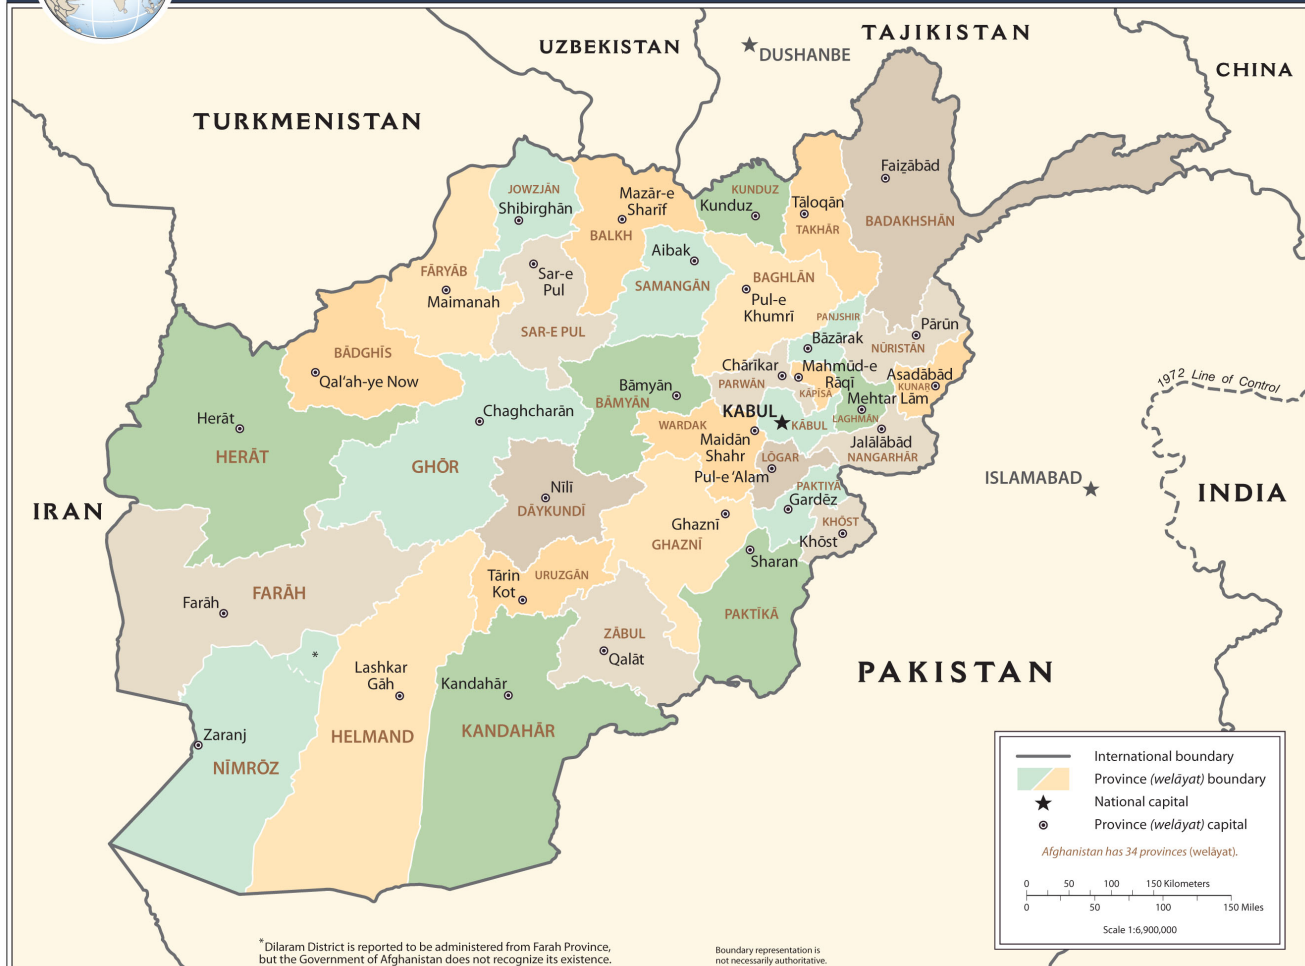 UZBEKISTAN
TAJIKISTAN
DUSHANBE
CHINA
TURKMENISTAN
Faiz̲ābād
JOWZJĀN
Shibirghān
Mazār-e
Sharīf
BALKH
KUNDUZ
Kunduz
Tāloqān
TAKHĀR
BADAKHSHĀN
Aibak
SAMANGĀN
FĀRYĀB
Maimanah
Sar-e
Pul
SAR-E PUL
BAGHLĀN
Pul-e
Khumrī
PANJSHIR
Bāzārak
Pārūn
NŪRISTĀN
BĀDGHĪS
Qal‘ah-ye Now
Chārīkar
PARWĀN
Mahmūd-e
Rāqī
KĀPĪSĀ
Asadābād
KUNAR
Mehtar Lām
LAGHMĀN
1972 Line of Control
Bāmyān
BĀMYĀN
Chaghcharān
Herāt
HERĀT
GHŌR
KABUL
KĀBUL
WARDAK
Maidān
Shahr
Jalālābād
NANGARHĀR
LŌGAR
Pul-e ‘Alam
ISLAMABAD
INDIA
IRAN
Nīlī
DĀYKUNDĪ
PAKTIYĀ
Gardēz
Ghaznī
GHAZNĪ
KHŌST
Khōst
Sharan
PAKTĪKĀ
Tārin
Kot
URUZGĀN
FARĀH
Farāh
ZĀBUL
Qalāt
*
Lashkar
Gāh
HELMAND
Kandahār
KANDAHĀR
PAKISTAN
Zaranj
NĪMRŌZ
International boundary
Province (welāyat) boundary
National capital
Province (welāyat) capital
Afghanistan has 34 provinces (welāyat).
0 50 100 150 Kilometers
0 50 100 150 Miles
Scale 1:6,900,000
*Dilaram District is reported to be administered from Farah Province,
but the Government of Afghanistan does not recognize its existence.
Boundary representation is
not necessarily authoritative.